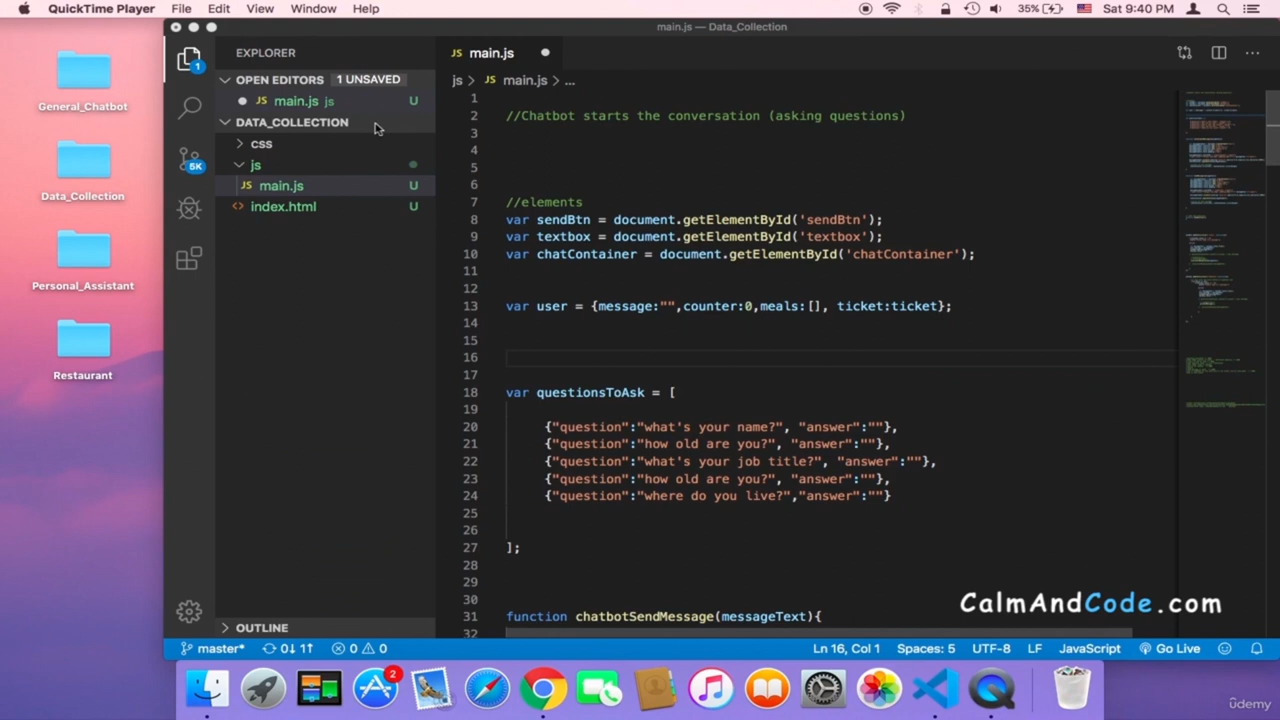 QuickTime Player File Edit View Window Help 35% Sat 9:40 PM
main.js — Data_Collection
General_Chatbot
Data_Collection
Personal_Assistant
Restaurant
EXPLORER
OPEN EDITORS 1 UNSAVED
JS main.js js U
DATA_COLLECTION
css
js
JS main.js U
<> index.html U
OUTLINE
1
5K
JS main.js
js > JS main.js > ...
1
2 //Chatbot starts the conversation (asking questions)
3
4
5
6
7 //elements
8 var sendBtn = document.getElementById('sendBtn');
9 var textbox = document.getElementById('textbox');
10 var chatContainer = document.getElementById('chatContainer');
11
12
13 var user = {message:"",counter:0,meals:[], ticket:ticket};
14
15
16
17
18 var questionsToAsk = [
19
20 {"question":"what's your name?", "answer":""},
21 {"question":"how old are you?", "answer":""},
22 {"question":"what's your job title?", "answer":""},
23 {"question":"how old are you?", "answer":""},
24 {"question":"where do you live?","answer":""}
25
26
27 ];
28
29
30
31 function chatbotSendMessage(messageText){
32
CalmAndCode.com
master* 0↓ 1↑ 0 0 Ln 16, Col 1 Spaces: 5 UTF-8 LF JavaScript Go Live
2
ûdemy